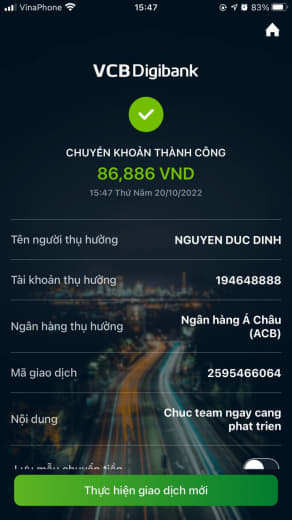 VinaPhone 15:47 83%
VCBDigibank
CHUYỂN KHOẢN THÀNH CÔNG
86,886 VND
15:47 Thứ Năm 20/10/2022
Tên người thụ hưởng NGUYEN DUC DINH
Tài khoản thụ hưởng 194648888
Ngân hàng thụ hưởng Ngân hàng Á Châu
(ACB)
Mã giao dịch 2595466064
Nội dung Chuc team ngay cang
phat trien
Lưu mẫu chuyển tiền
Thực hiện giao dịch mới